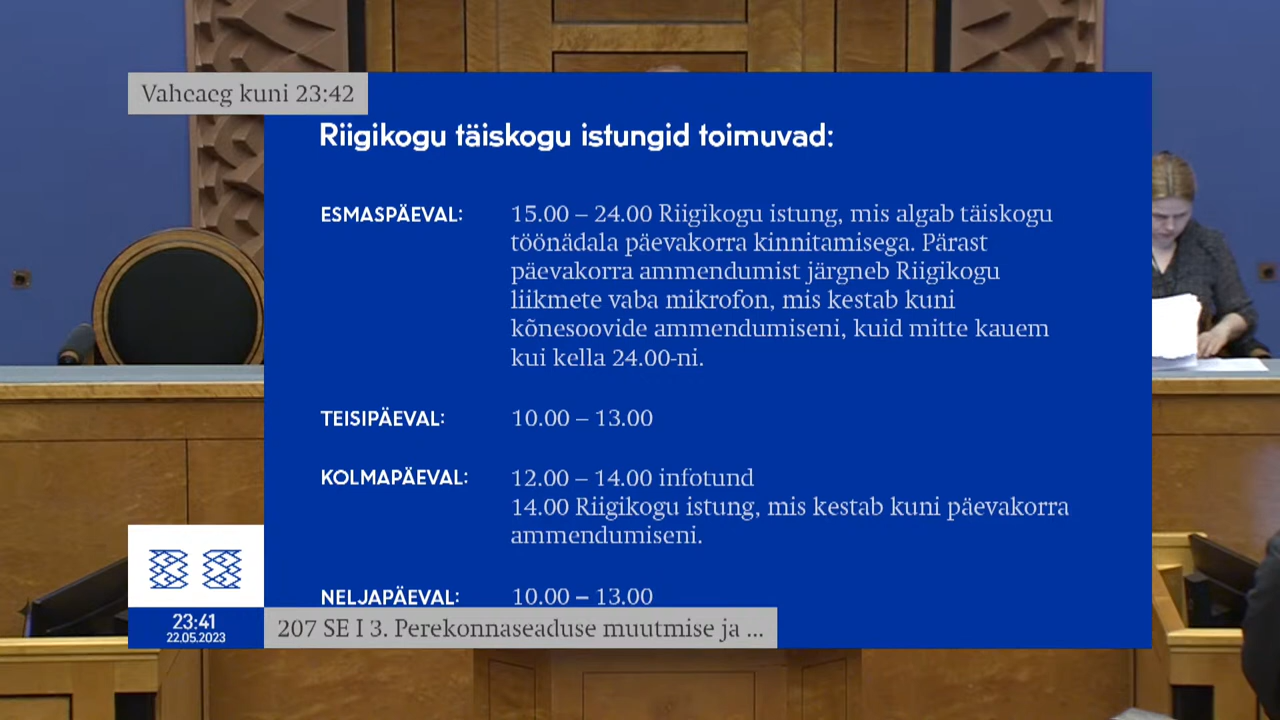 Vaheaeg kuni 23:42
Riigikogu täiskogu istungid toimuvad:
ESMASPÄEVAL:
15.00 – 24.00 Riigikogu istung, mis algab täiskogu
töönädala päevakorra kinnitamisega. Pärast
päevakorra ammendumist järgneb Riigikogu
liikmete vaba mikrofon, mis kestab kuni
kõnesoovide ammendumiseni, kuid mitte kauem
kui kella 24.00-ni.
TEISIPÄEVAL:
10.00 – 13.00
KOLMAPÄEVAL:
12.00 – 14.00 infotund
14.00 Riigikogu istung, mis kestab kuni päevakorra
ammendumiseni.
NELJAPÄEVAL:
10.00 – 13.00
23:41
22.05.2023
207 SE I 3. Perekonnaseaduse muutmise ja ...